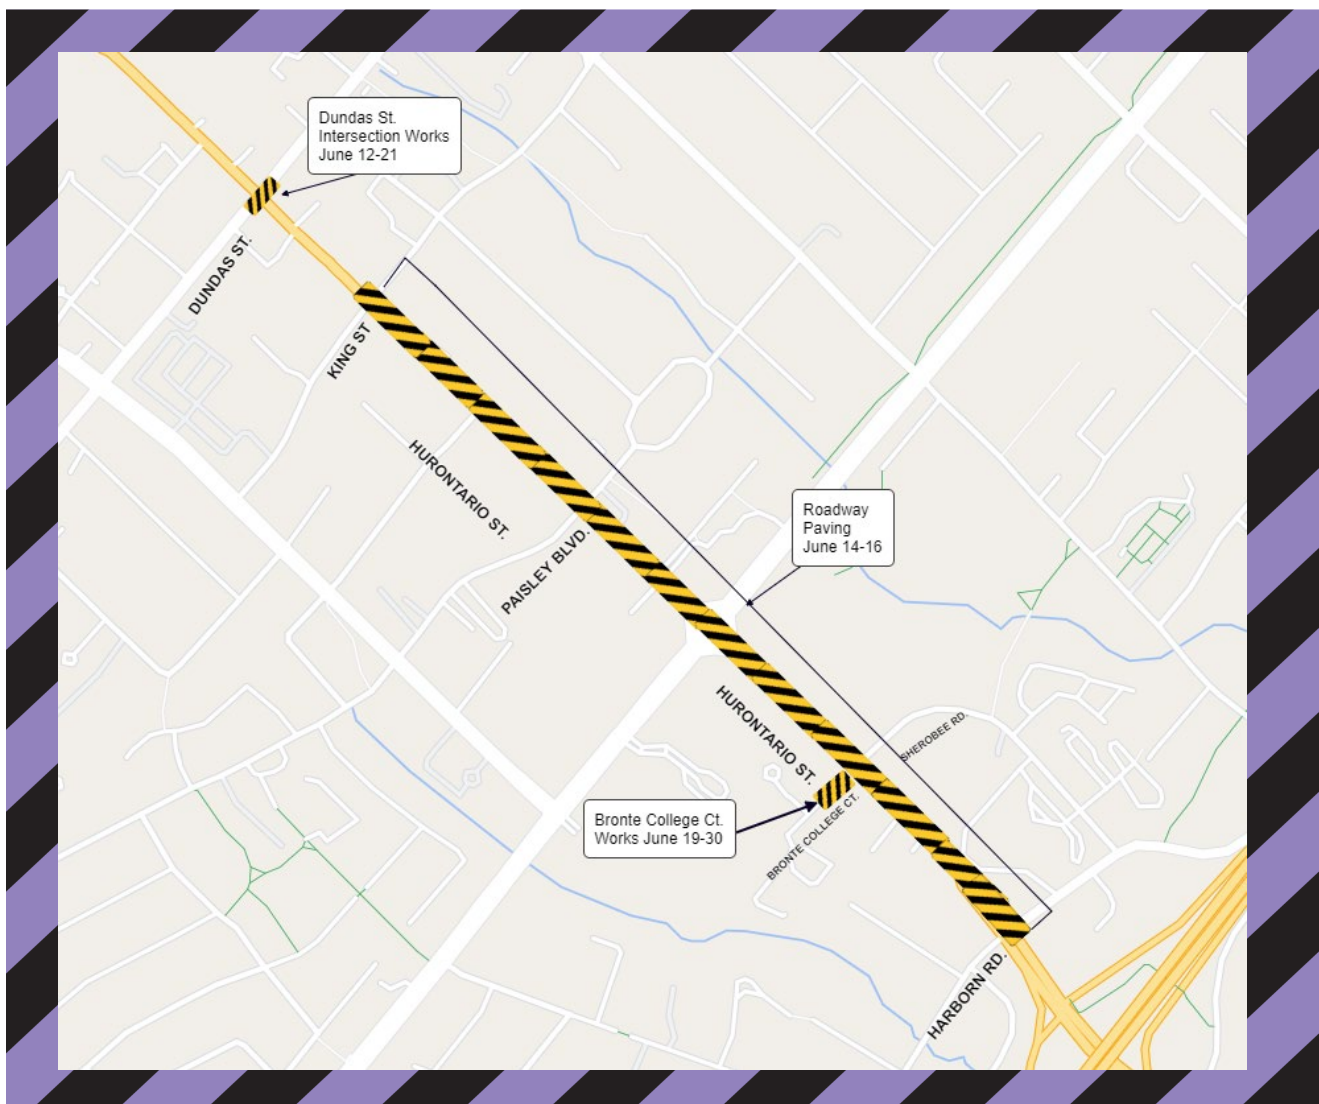 Dundas St.
Intersection Works
June 12-21
DUNDAS ST.
KING ST
HURONTARIO ST.
PAISLEY BLVD.
Roadway
Paving
June 14-16
HURONTARIO ST.
SHEROBEE RD.
Bronte College Ct.
Works June 19-30
BRONTE COLLEGE CT.
HARBORN RD.